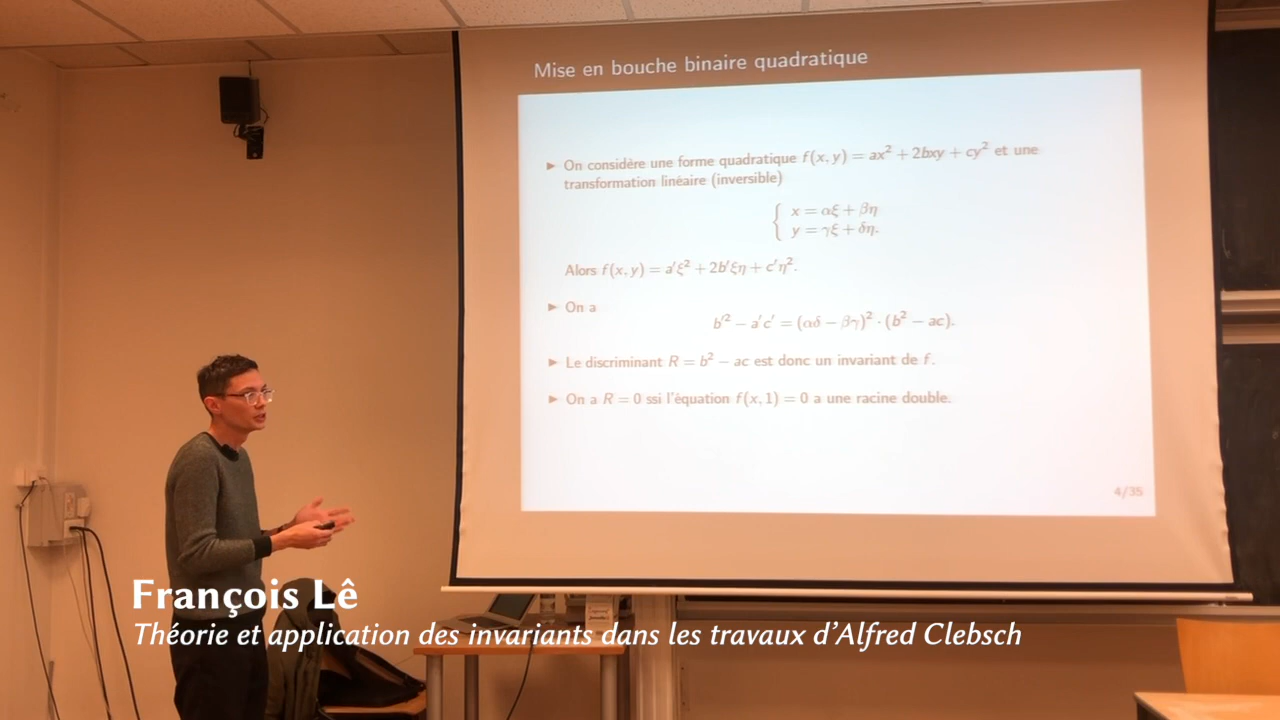 Mise en bouche binaire quadratique
► On considère une forme quadratique f(x, y) = ax² + 2bxy + cy² et une
transformation linéaire (inversible)
x = αξ + βη
y = γξ + δη.
Alors f(x, y) = a′ξ² + 2b′ξη + c′η².
► On a
b′² − a′c′ = (αδ − βγ)² · (b² − ac).
► Le discriminant R = b² − ac est donc un invariant de f.
► On a R = 0 ssi l'équation f(x, 1) = 0 a une racine double.
4/35
François Lê
Théorie et application des invariants dans les travaux d'Alfred Clebsch